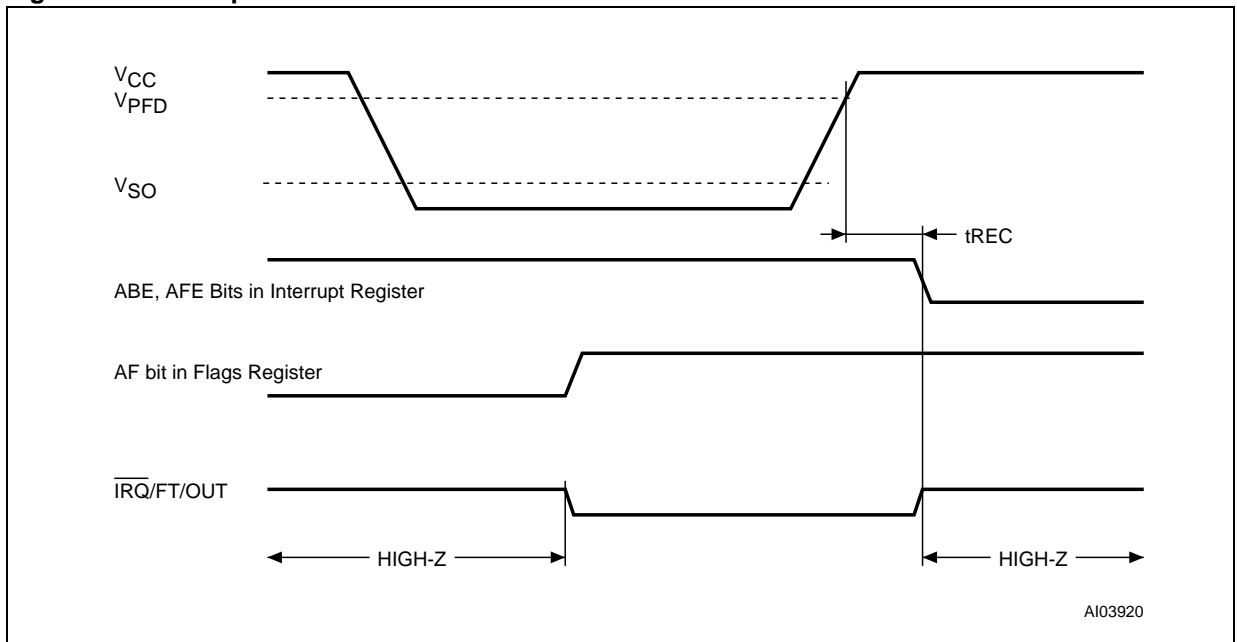 VCC
VPFD
VSO
tREC
ABE, AFE Bits in Interrupt Register
AF bit in Flags Register
IRQ/FT/OUT
HIGH-Z
HIGH-Z
AI03920